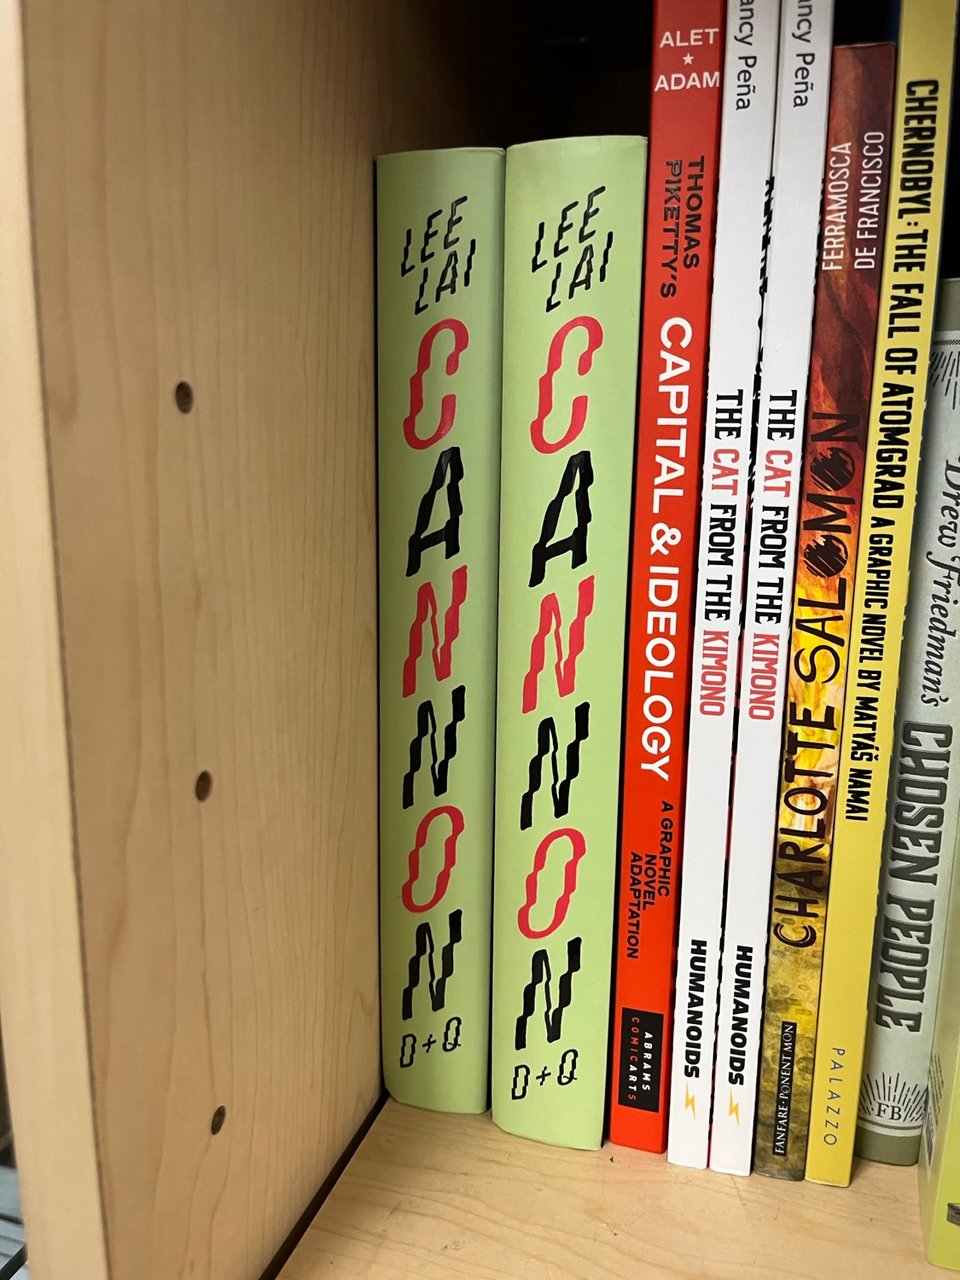 LEE
LAI
CANNON
D+Q
LEE
LAI
CANNON
D+Q
ALET
★
ADAM
THOMAS
PIKETTY'S
CAPITAL & IDEOLOGY
A GRAPHIC
NOVEL
ADAPTATION
ABRAMS
COMICARTS
Peña
THE CAT FROM THE KIMONO
HUMANOIDS
Peña
THE CAT FROM THE KIMONO
HUMANOIDS
FERRAMOSCA
DE FRANCISCO
CHARLOTTE SALOMON
FANFARE · PONENT MON
CHERNOBYL: THE FALL OF ATOMGRAD A GRAPHIC NOVEL BY MATYÁŠ NAMAI
PALAZZO
Drew Friedman's
CHOSEN PEOPLE
FB